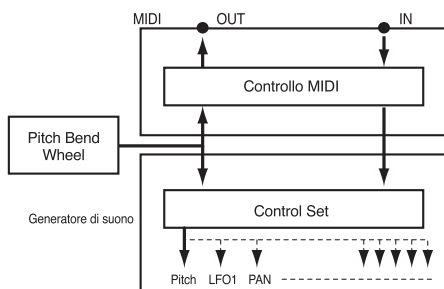 MIDI OUT IN
Controllo MIDI
Pitch Bend
Wheel
Control Set
Generatore di suono
Pitch LFO1 PAN